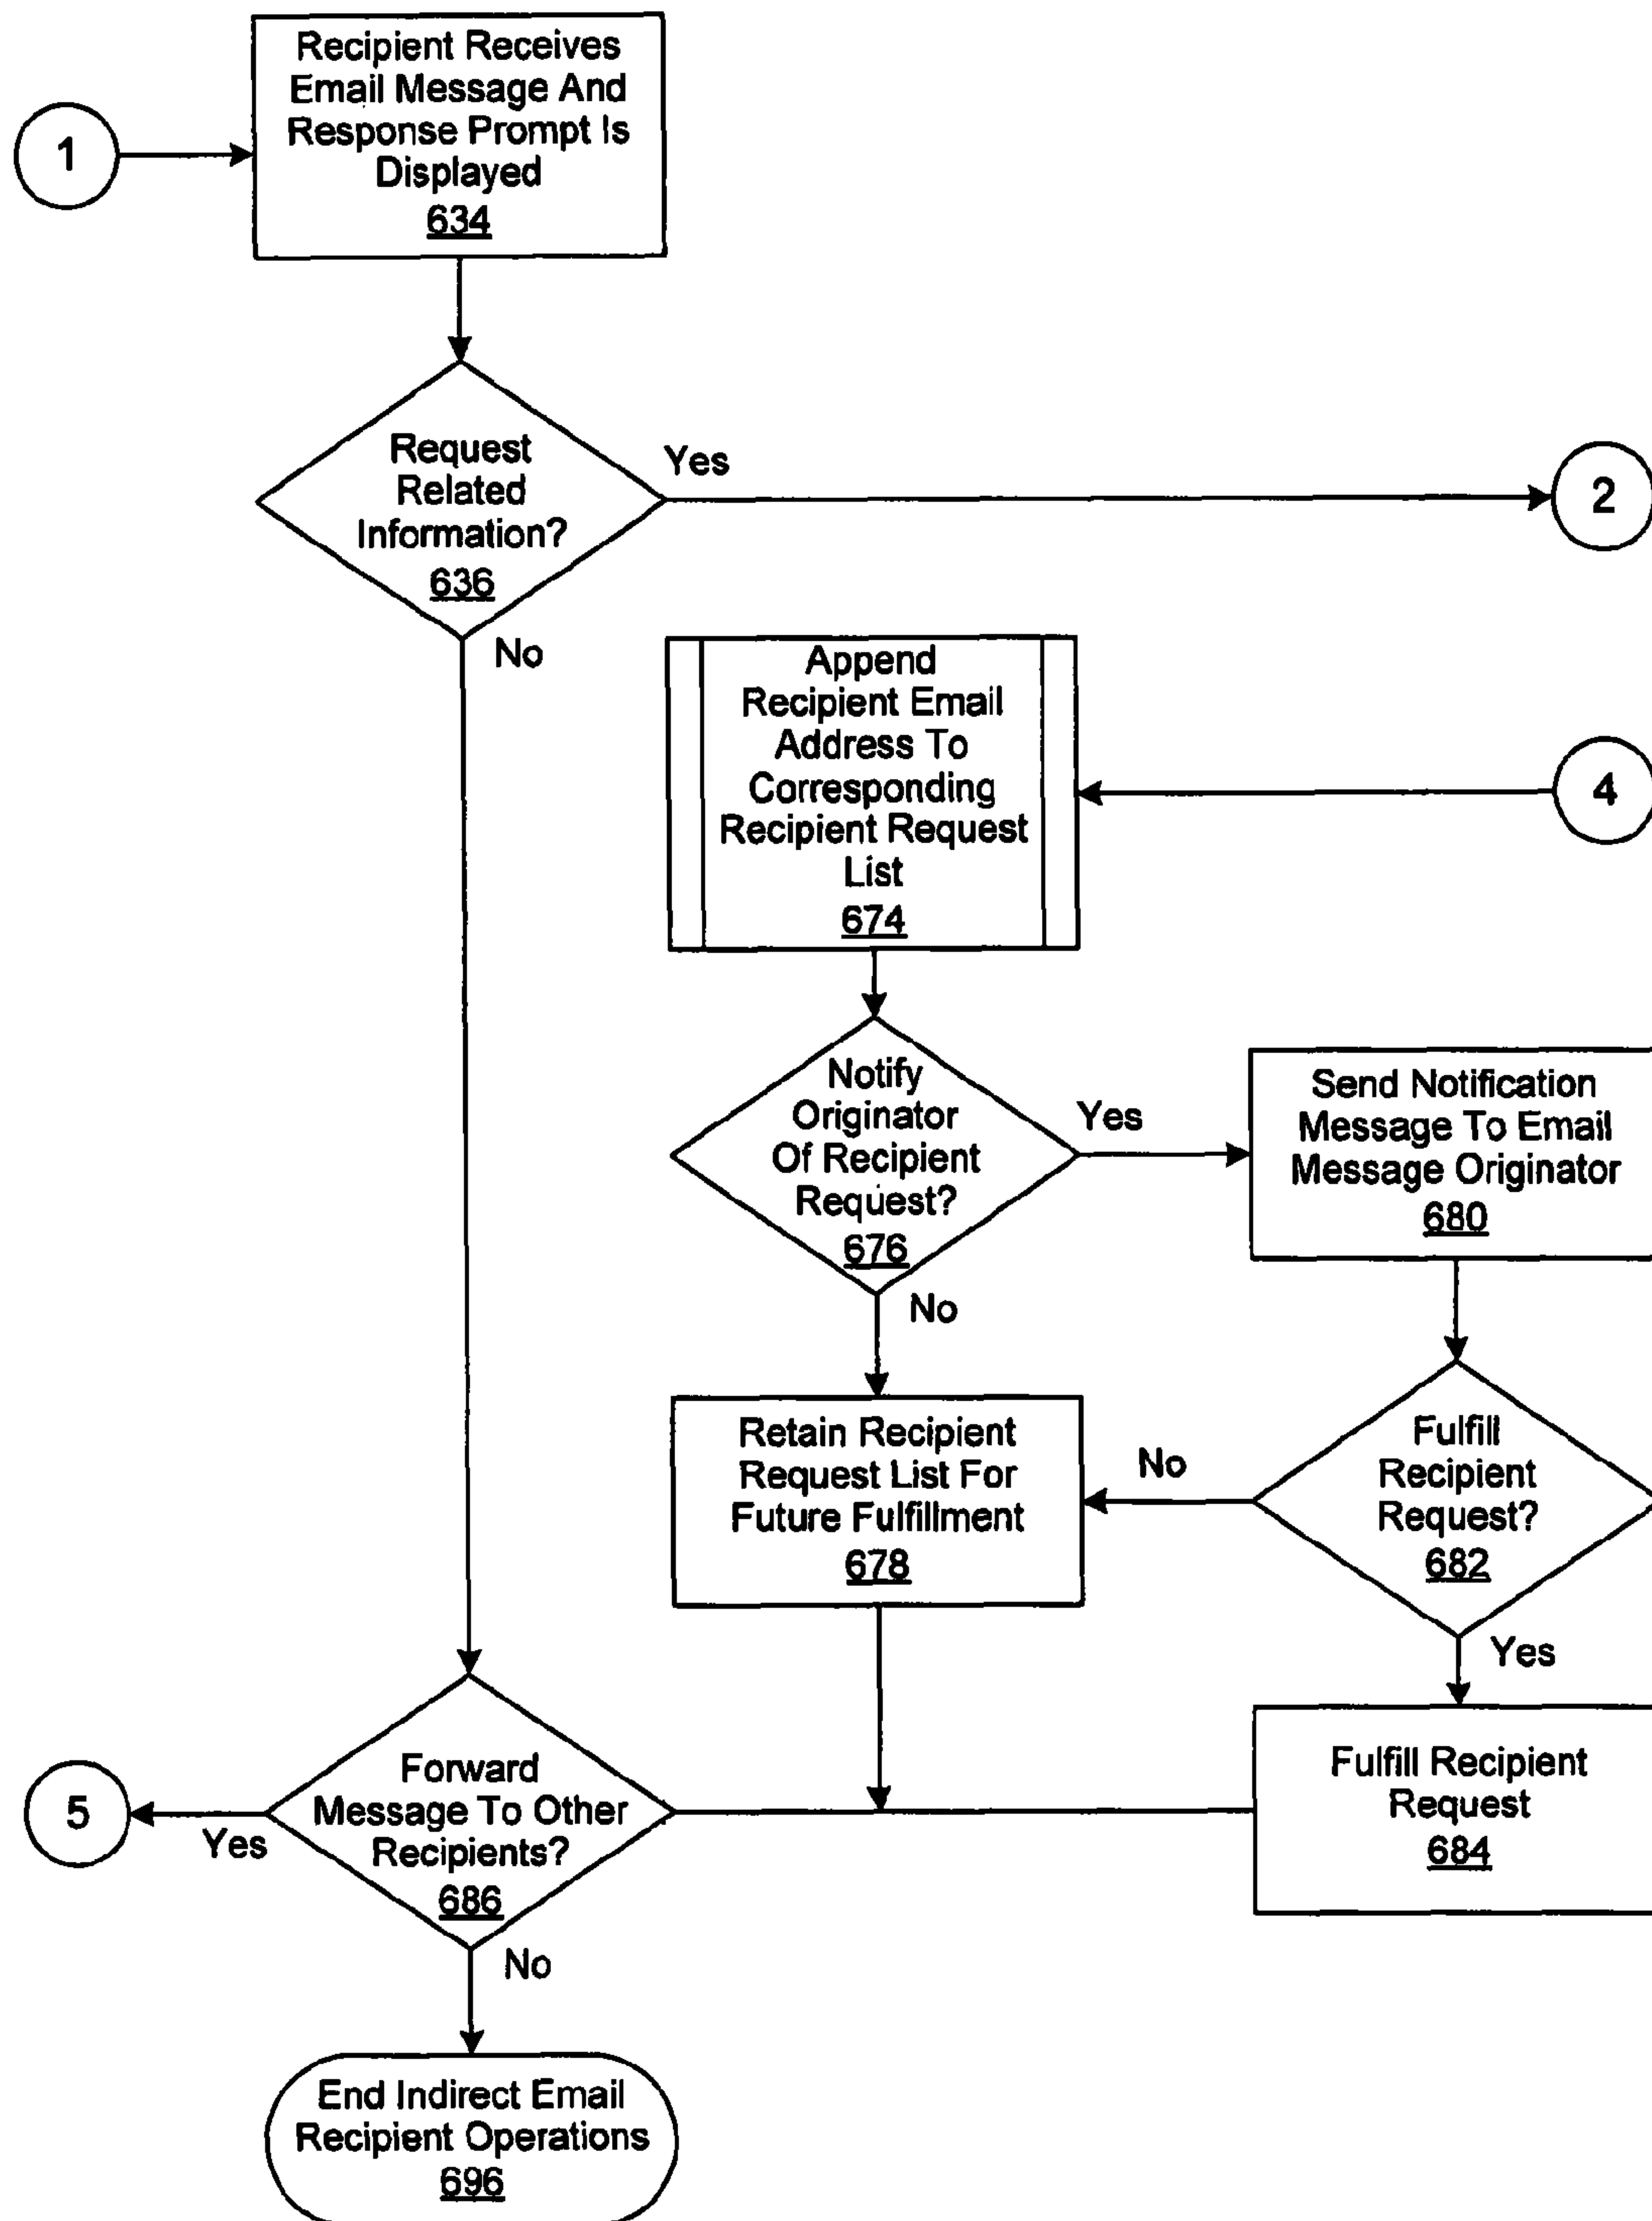 Recipient Receives
Email Message And
Response Prompt Is
Displayed
634
1
Request
Related
Information?
636
Yes
2
No
Append
Recipient Email
Address To
Corresponding
Recipient Request
List
674
4
Notify
Originator
Of Recipient
Request?
676
Yes
Send Notification
Message To Email
Message Originator
680
No
Retain Recipient
Request List For
Future Fulfillment
678
No
Fulfill
Recipient
Request?
682
Yes
Fulfill Recipient
Request
684
Forward
Message To Other
Recipients?
686
5
Yes
No
End Indirect Email
Recipient Operations
696